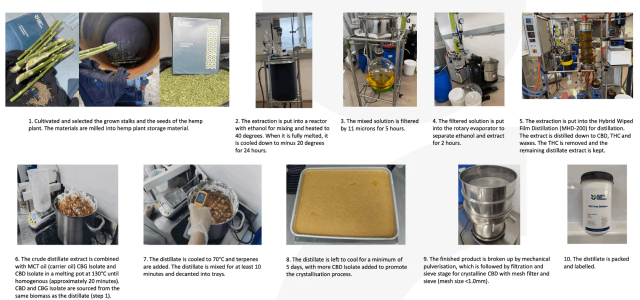 1. Cultivated and selected the grown stalks and the seeds of the hemp
plant. The materials are milled into hemp plant storage material.
2. The extraction is put into a reactor
with ethanol for mixing and heated to
40 degrees. When it is fully melt, it
is cooled down to minus 20 degrees
for 24 hours.
3. The mixed solution is filtered
by 11 microns for 5 hours.
4. The filtered solution is put
into the rotary evaporator to
separate ethanol and extract
for 2 hours.
5. The extraction is put into the Hybrid Wiped
Film Distillation (MHD-200) for distillation.
The extract is distilled down to CBD, THC and
waxes. The THC is removed and the
remaining distillate extract is kept.
6. The crude distillate extract is combined
with MCT oil (carrier oil) CBG Isolate and
CBD Isolate in a melting pot at 130°C until
homogenous (approximately 20 minutes).
CBD and CBG Isolate are sourced from the
same biomass as the distillate (step 1).
7. The distillate is cooled to 70°C and terpenes
are added. The distillate is mixed for at least 10
minutes and decanted into trays.
8. The distillate is left to cool for a minimum of
5 days, with more CBD Isolate added to promote
the crystallisation process.
9. The finished product is broken up by mechanical
pulverisation, which is followed by filtration and
sieve stage for crystalline CBD with mesh filter and
sieve (mesh size <1.0mm).
10. The distillate is packed
and labelled.